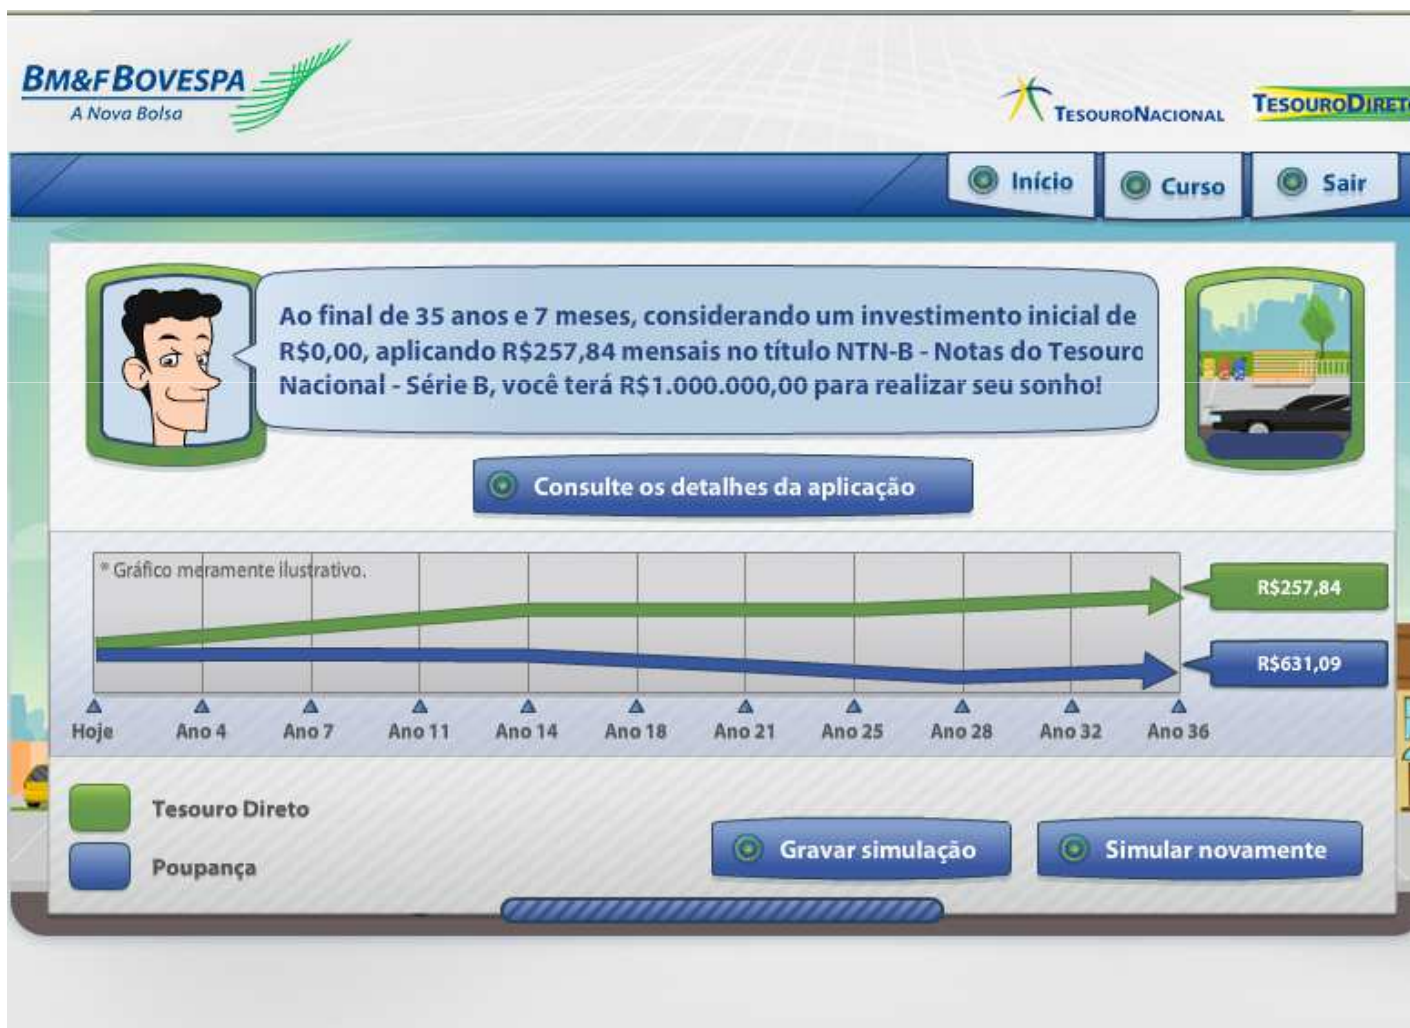 BM&FBOVESPA
A Nova Bolsa
TESOURONACIONAL
TESOURODIRETO
Início
Curso
Sair
Ao final de 35 anos e 7 meses, considerando um investimento inicial de
R$0,00, aplicando R$257,84 mensais no título NTN-B - Notas do Tesouro
Nacional - Série B, você terá R$1.000.000,00 para realizar seu sonho!
Consulte os detalhes da aplicação
* Gráfico meramente ilustrativo.
R$257,84
R$631,09
Hoje Ano 4 Ano 7 Ano 11 Ano 14 Ano 18 Ano 21 Ano 25 Ano 28 Ano 32 Ano 36
Tesouro Direto
Poupança
Gravar simulação
Simular novamente